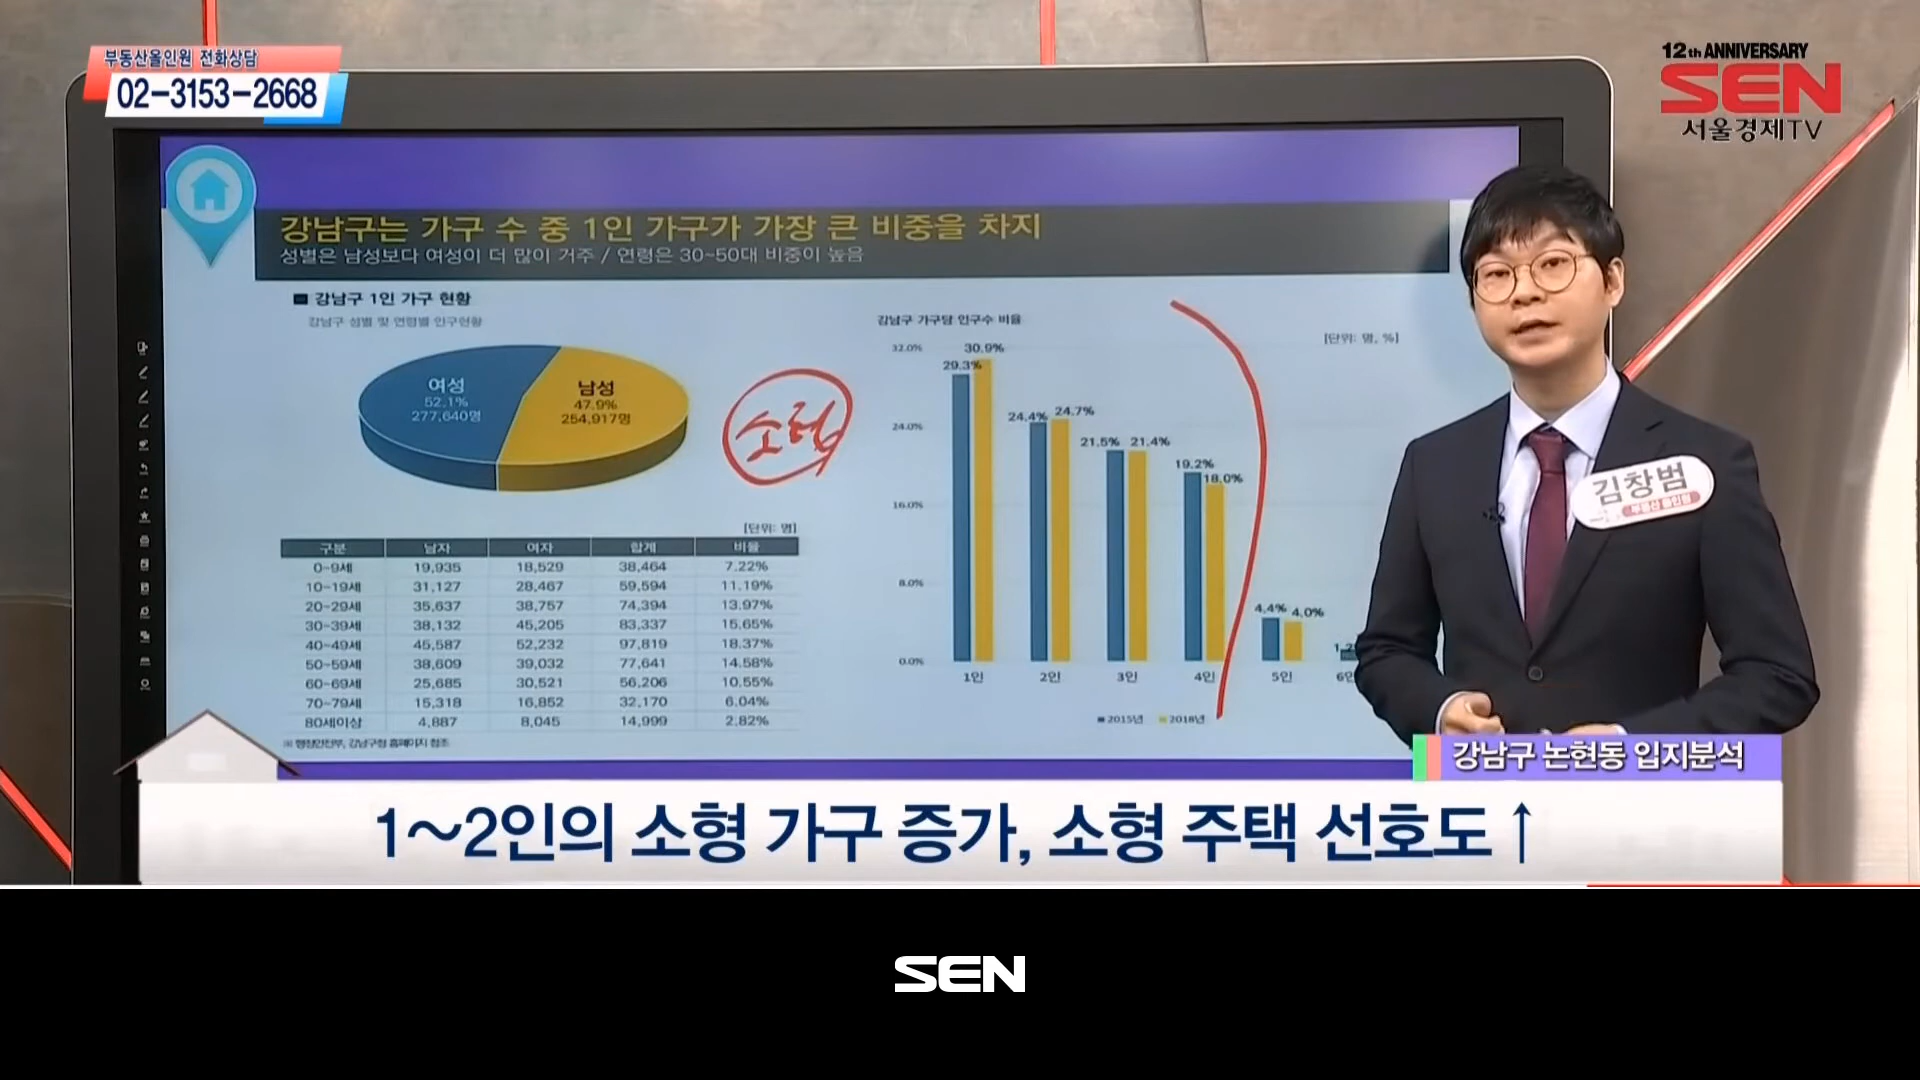 부동산올인원 전화상담
02-3153-2668
12th ANNIVERSARY
SEN
서울경제TV
강남구는 가구 수 중 1인 가구가 가장 큰 비중을 차지
성별은 남성보다 여성이 더 많이 거주 / 연령은 30~50대 비중이 높음
■ 강남구 1인 가구 현황
강남구 성별 및 연령별 인구현황
여성
52.1%
277,640명
남성
47.9%
254,917명
소형
[단위: 명]
구분 남자 여자 합계 비율
0~9세 19,935 18,529 38,464 7.22%
10~19세 31,127 28,467 59,594 11.19%
20~29세 35,637 38,757 74,394 13.97%
30~39세 38,132 45,205 83,337 15.65%
40~49세 45,587 52,232 97,819 18.37%
50~59세 38,609 39,032 77,641 14.58%
60~69세 25,685 30,521 56,206 10.55%
70~79세 15,318 16,852 32,170 6.04%
80세이상 4,887 8,045 14,999 2.82%
※ 행정안전부, 강남구청 홈페이지 참조
강남구 가구당 인구수 비율
[단위: 명, %]
32.0%
24.0%
16.0%
8.0%
0.0%
29.3% 30.9%
24.4% 24.7%
21.5% 21.4%
19.2% 18.0%
4.4% 4.0%
1인 2인 3인 4인 5인
■2015년 ■2018년
김창범
강남구 논현동 입지분석
1~2인의 소형 가구 증가, 소형 주택 선호도↑
SEN